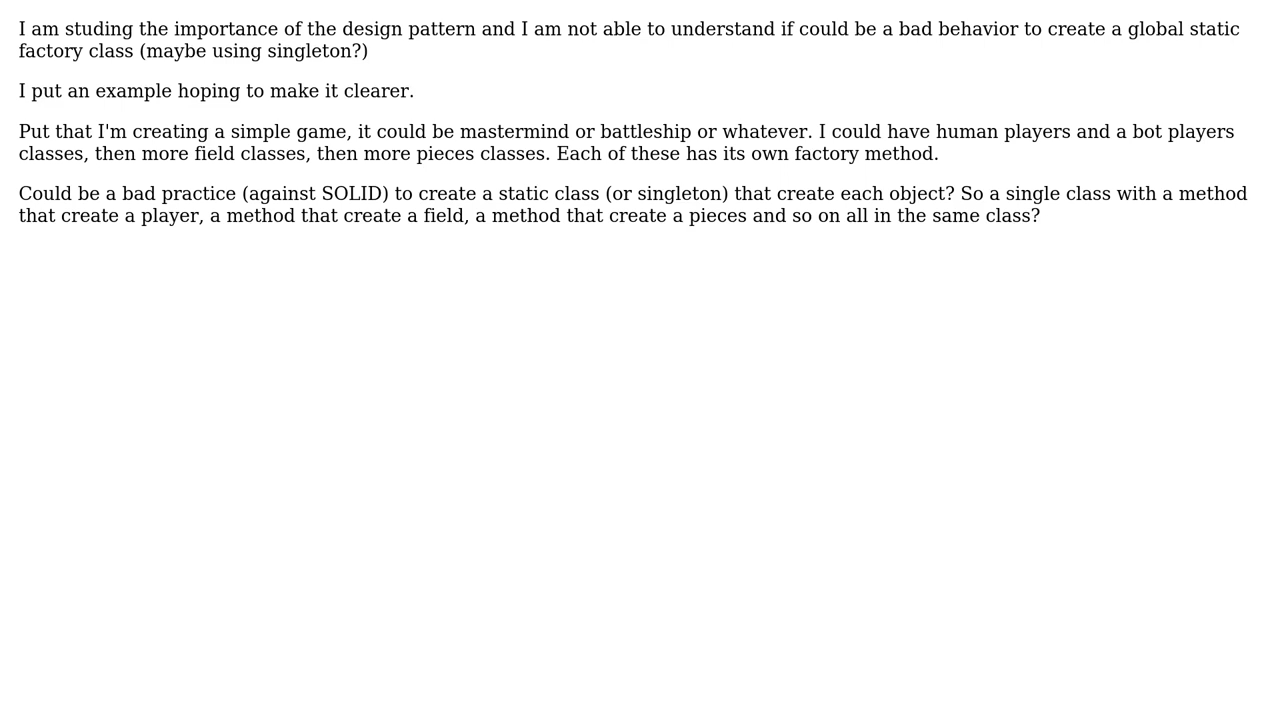 I am studing the importance of the design pattern and I am not able to understand if could be a bad behavior to create a global static
factory class (maybe using singleton?)
I put an example hoping to make it clearer.
Put that I'm creating a simple game, it could be mastermind or battleship or whatever. I could have human players and a bot players
classes, then more field classes, then more pieces classes. Each of these has its own factory method.
Could be a bad practice (against SOLID) to create a static class (or singleton) that create each object? So a single class with a method
that create a player, a method that create a field, a method that create a pieces and so on all in the same class?